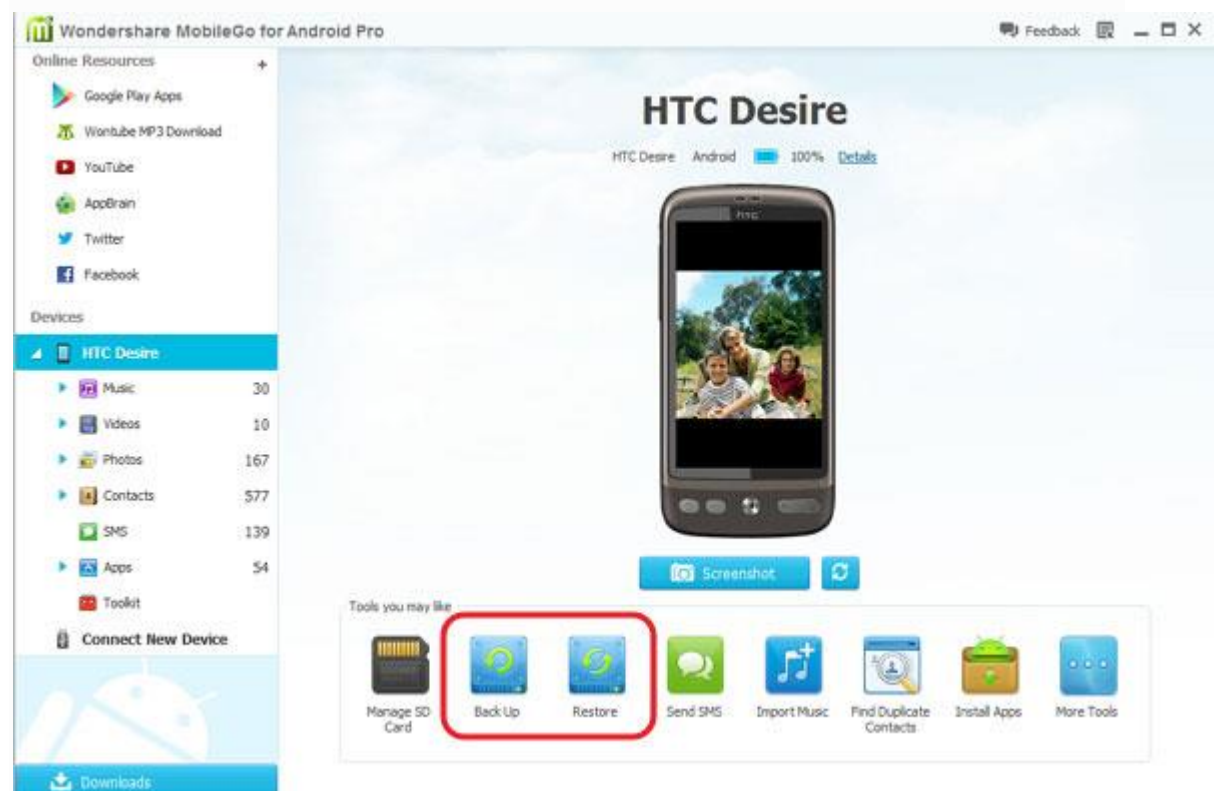 Wondershare MobileGo for Android Pro
Feedback
Online Resources +
Google Play Apps
Wontube MP3 Download
YouTube
AppBrain
Twitter
Facebook
Devices
HTC Desire
Music 30
Videos 10
Photos 167
Contacts 577
SMS 139
Apps 54
Toolkit
Connect New Device
Downloads
HTC Desire
HTC Desire Android 100% Details
hTC
Screenshot
Tools you may like
Manage SD Card
Back Up
Restore
Send SMS
Import Music
Find Duplicate Contacts
Install Apps
More Tools